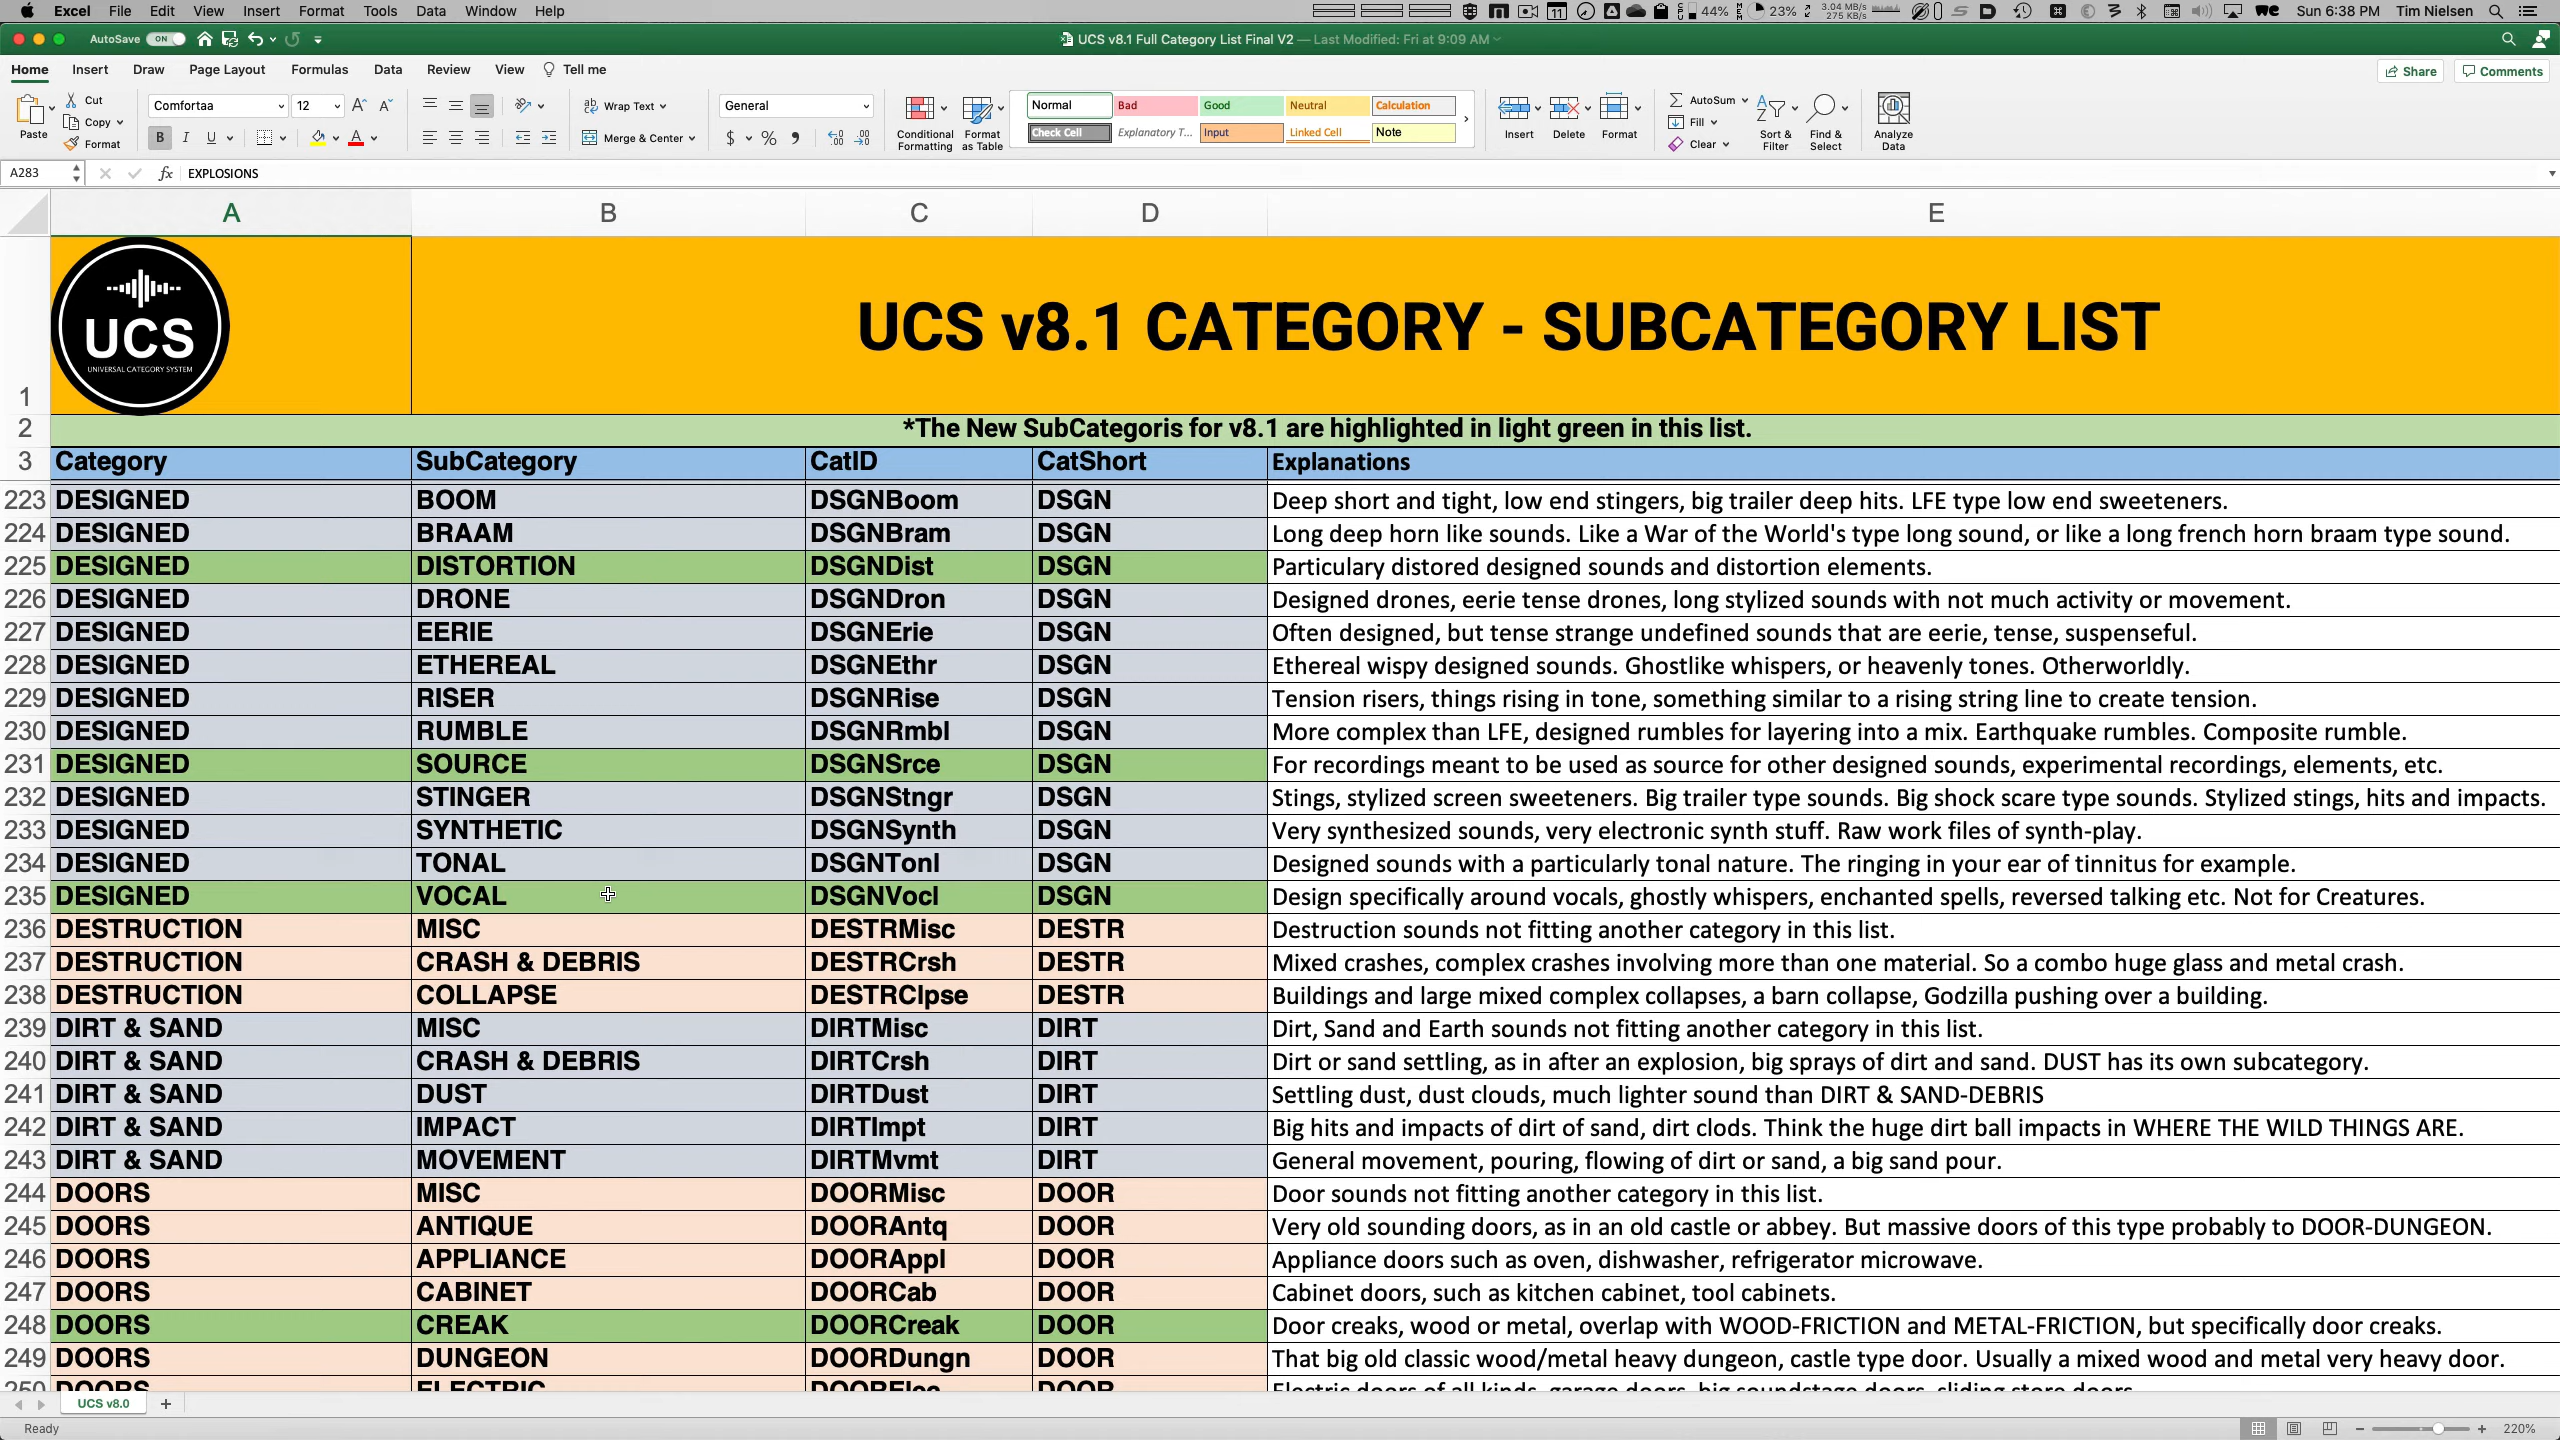 Excel File Edit View Insert Format Tools Data Window Help 44% 23% 3.04 MB/s 275 KB/s Sun 6:38 PM Tim Nielsen
AutoSave ON UCS v8.1 Full Category List Final V2 — Last Modified: Fri at 9:09 AM
Home Insert Draw Page Layout Formulas Data Review View Tell me Share Comments
Paste Cut Copy Format
Comfortaa 12 Wrap Text Merge & Center General
B I U $ %
Conditional Formatting Format as Table
Normal Bad Good Neutral Calculation
Check Cell Explanatory T... Input Linked Cell Note
Insert Delete Format AutoSum Fill Clear Sort & Filter Find & Select Analyze Data
A283 fx EXPLOSIONS
A B C D E
1 UCS UNIVERSAL CATEGORY SYSTEM UCS v8.1 CATEGORY - SUBCATEGORY LIST
2 *The New SubCategoris for v8.1 are highlighted in light green in this list.
3 Category SubCategory CatID CatShort Explanations
223 DESIGNED BOOM DSGNBoom DSGN Deep short and tight, low end stingers, big trailer deep hits. LFE type low end sweeteners.
224 DESIGNED BRAAM DSGNBram DSGN Long deep horn like sounds. Like a War of the World's type long sound, or like a long french horn braam type sound.
225 DESIGNED DISTORTION DSGNDist DSGN Particulary distored designed sounds and distortion elements.
226 DESIGNED DRONE DSGNDron DSGN Designed drones, eerie tense drones, long stylized sounds with not much activity or movement.
227 DESIGNED EERIE DSGNErie DSGN Often designed, but tense strange undefined sounds that are eerie, tense, suspenseful.
228 DESIGNED ETHEREAL DSGNEthr DSGN Ethereal wispy designed sounds. Ghostlike whispers, or heavenly tones. Otherworldly.
229 DESIGNED RISER DSGNRise DSGN Tension risers, things rising in tone, something similar to a rising string line to create tension.
230 DESIGNED RUMBLE DSGNRmbl DSGN More complex than LFE, designed rumbles for layering into a mix. Earthquake rumbles. Composite rumble.
231 DESIGNED SOURCE DSGNSrce DSGN For recordings meant to be used as source for other designed sounds, experimental recordings, elements, etc.
232 DESIGNED STINGER DSGNStngr DSGN Stings, stylized screen sweeteners. Big trailer type sounds. Big shock scare type sounds. Stylized stings, hits and impacts.
233 DESIGNED SYNTHETIC DSGNSynth DSGN Very synthesized sounds, very electronic synth stuff. Raw work files of synth-play.
234 DESIGNED TONAL DSGNTonl DSGN Designed sounds with a particularly tonal nature. The ringing in your ear of tinnitus for example.
235 DESIGNED VOCAL DSGNVocl DSGN Design specifically around vocals, ghostly whispers, enchanted spells, reversed talking etc. Not for Creatures.
236 DESTRUCTION MISC DESTRMisc DESTR Destruction sounds not fitting another category in this list.
237 DESTRUCTION CRASH & DEBRIS DESTRCrsh DESTR Mixed crashes, complex crashes involving more than one material. So a combo huge glass and metal crash.
238 DESTRUCTION COLLAPSE DESTRClpse DESTR Buildings and large mixed complex collapses, a barn collapse, Godzilla pushing over a building.
239 DIRT & SAND MISC DIRTMisc DIRT Dirt, Sand and Earth sounds not fitting another category in this list.
240 DIRT & SAND CRASH & DEBRIS DIRTCrsh DIRT Dirt or sand settling, as in after an explosion, big sprays of dirt and sand. DUST has its own subcategory.
241 DIRT & SAND DUST DIRTDust DIRT Settling dust, dust clouds, much lighter sound than DIRT & SAND-DEBRIS
242 DIRT & SAND IMPACT DIRTImpt DIRT Big hits and impacts of dirt of sand, dirt clods. Think the huge dirt ball impacts in WHERE THE WILD THINGS ARE.
243 DIRT & SAND MOVEMENT DIRTMvmt DIRT General movement, pouring, flowing of dirt or sand, a big sand pour.
244 DOORS MISC DOORMisc DOOR Door sounds not fitting another category in this list.
245 DOORS ANTIQUE DOORAntq DOOR Very old sounding doors, as in an old castle or abbey. But massive doors of this type probably to DOOR-DUNGEON.
246 DOORS APPLIANCE DOORAppl DOOR Appliance doors such as oven, dishwasher, refrigerator microwave.
247 DOORS CABINET DOORCab DOOR Cabinet doors, such as kitchen cabinet, tool cabinets.
248 DOORS CREAK DOORCreak DOOR Door creaks, wood or metal, overlap with WOOD-FRICTION and METAL-FRICTION, but specifically door creaks.
249 DOORS DUNGEON DOORDungn DOOR That big old classic wood/metal heavy dungeon, castle type door. Usually a mixed wood and metal very heavy door.
250 DOORS ELECTRIC DOORElec DOOR Electric doors of all kinds, garage doors, big soundstage doors, sliding store doors
UCS v8.0
Ready 220%